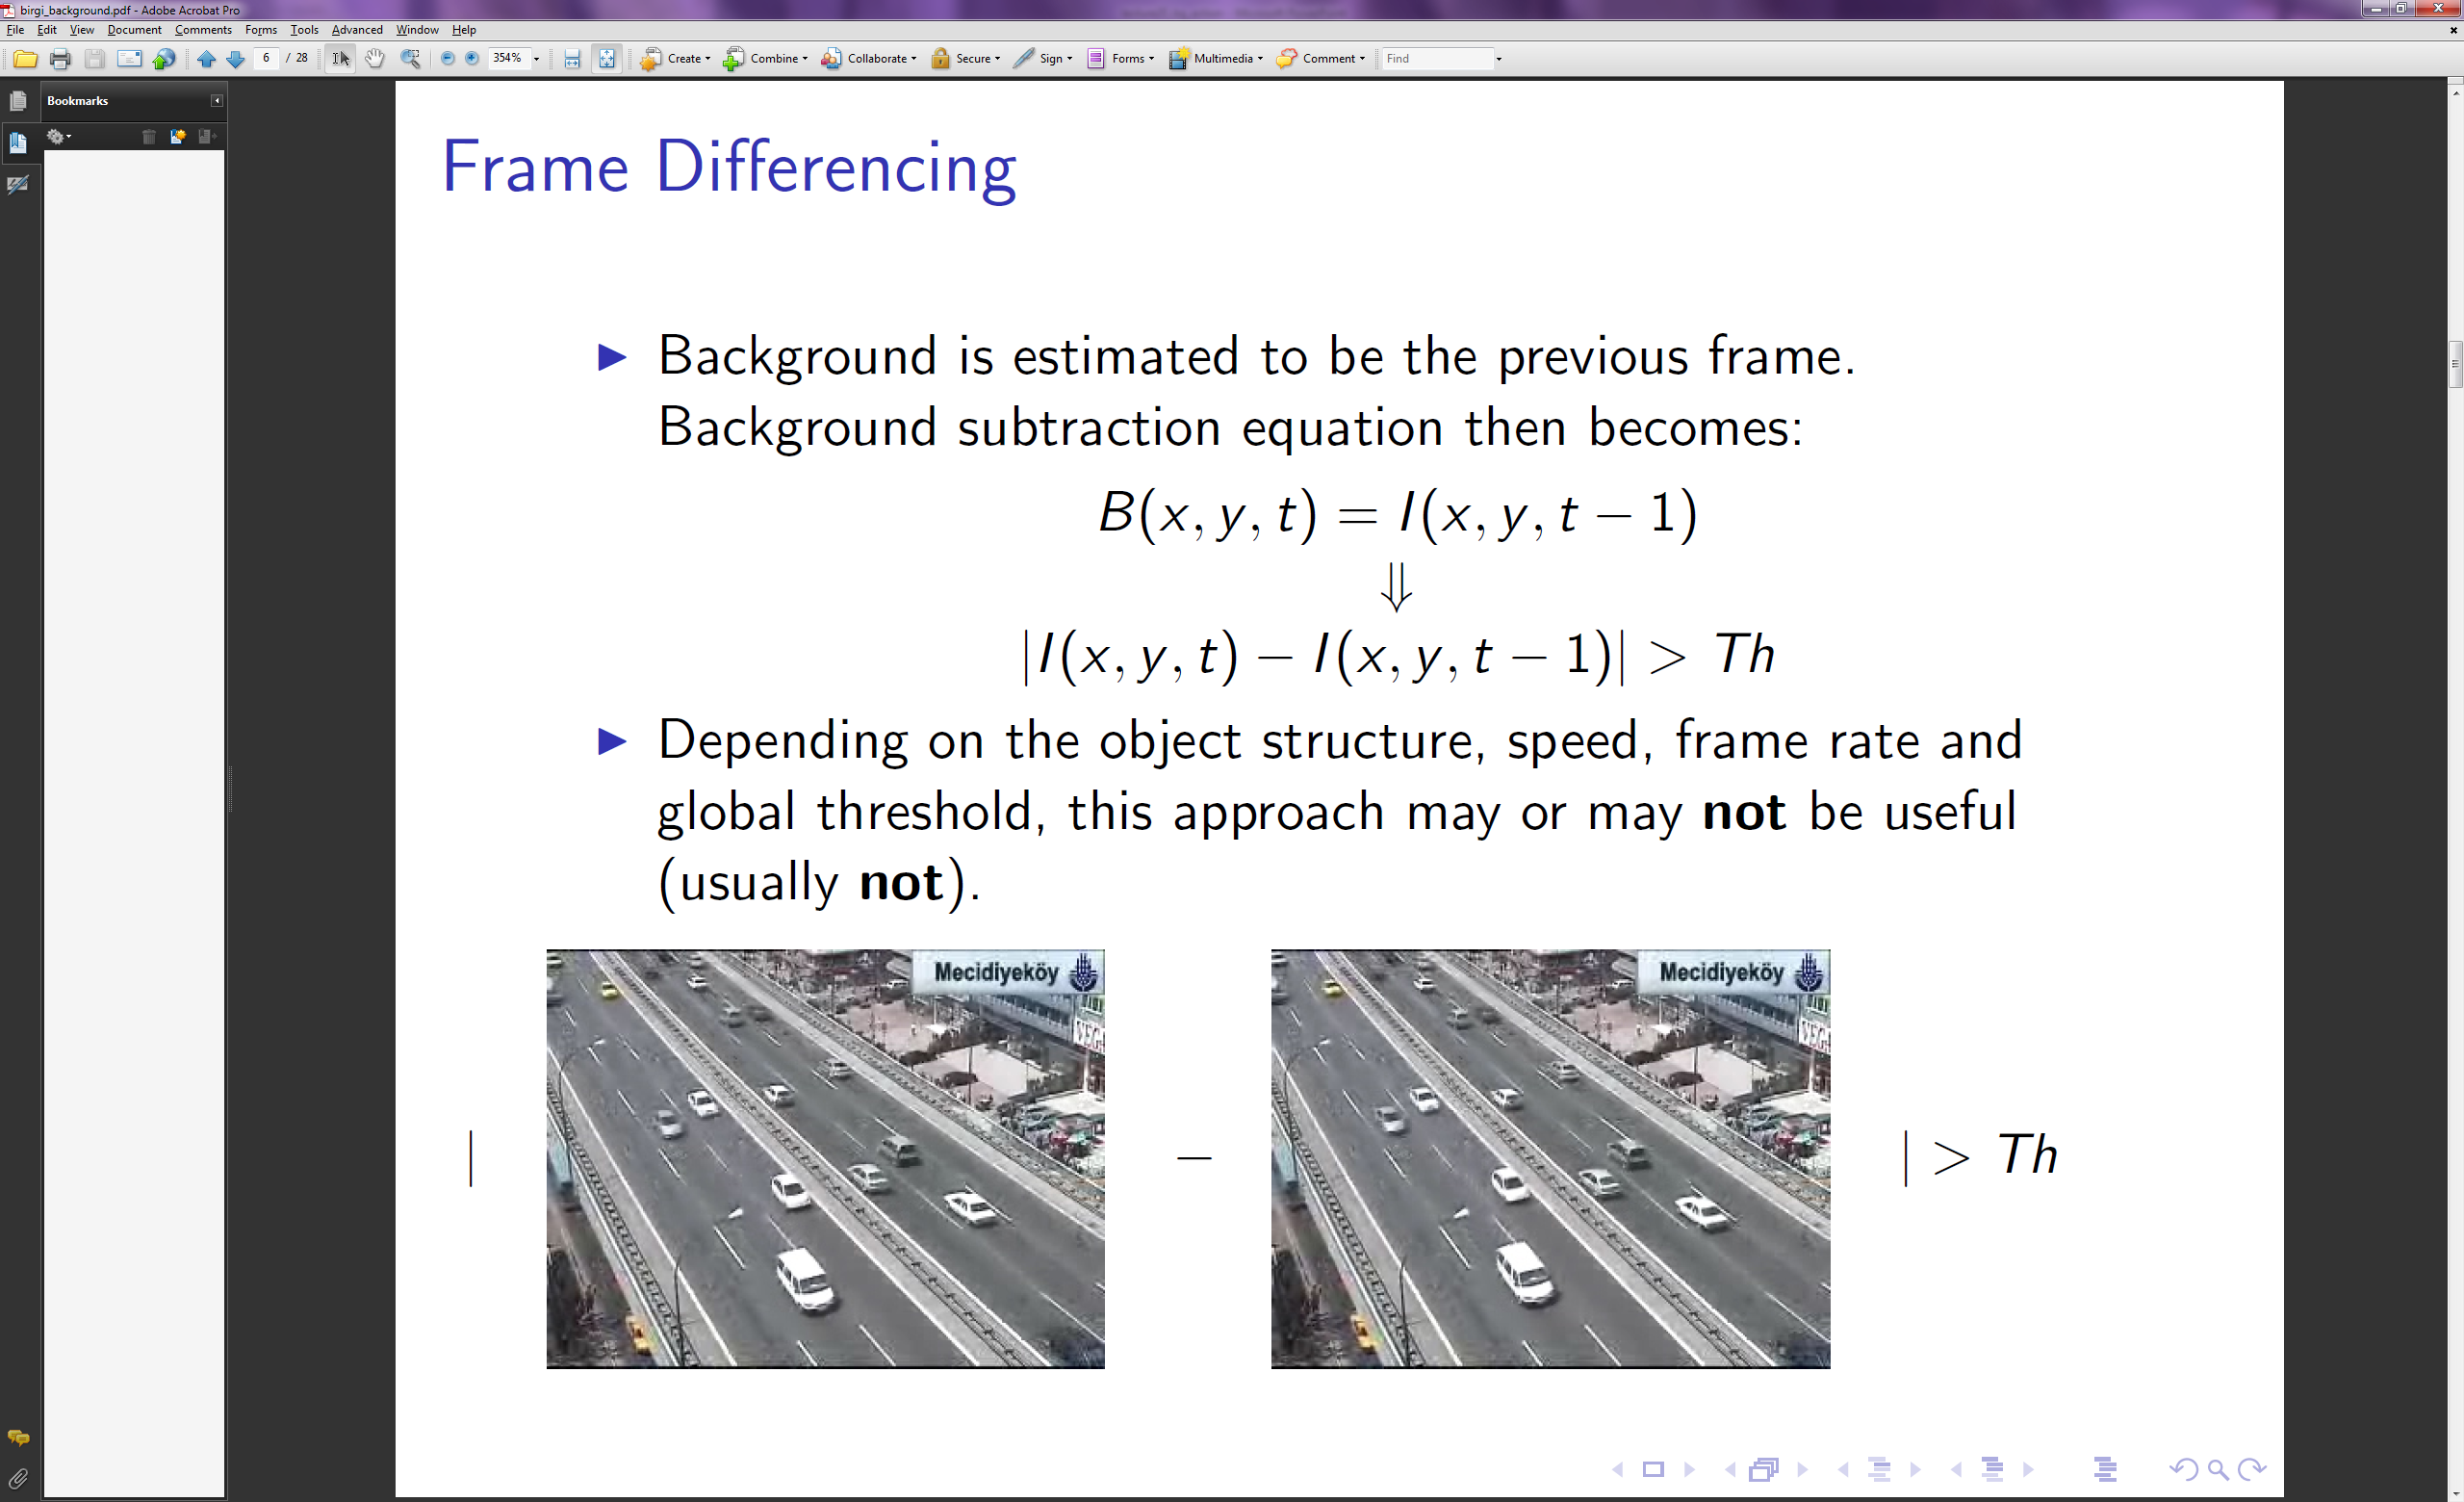 birgi_background.pdf - Adobe Acrobat Pro
File Edit View Document Comments Forms Tools Advanced Window Help
6 / 28 354% Create Combine Collaborate Secure Sign Forms Multimedia Comment Find
Bookmarks
Frame Differencing
Background is estimated to be the previous frame.
Background subtraction equation then becomes:
B(x, y, t) = I(x, y, t − 1)
⇓
|I(x, y, t) − I(x, y, t − 1)| > Th
Depending on the object structure, speed, frame rate and
global threshold, this approach may or may not be useful
(usually not).
Mecidiyeköy
Mecidiyeköy
| − | > Th